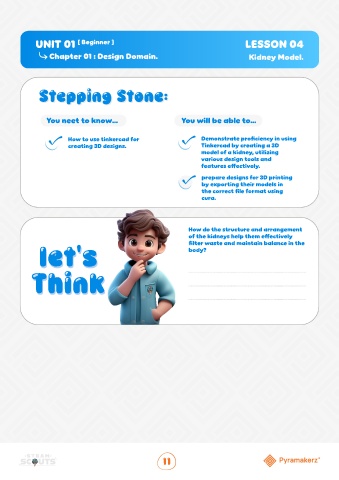 UNIT 01 [ Beginner ]
Chapter 01 : Design Domain.
LESSON 04
Kidney Model.
Stepping Stone:
You neet to know...
How to use tinkercad for
creating 3D designs.
You will be able to...
Demonstrate proficiency in using
Tinkercad by creating a 3D
model of a kidney, utilizing
various design tools and
features effectively.
prepare designs for 3D printing
by exporting their models in
the correct file format using
cura.
let's
Think
How do the structure and arrangement
of the kidneys help them effectively
filter waste and maintain balance in the
body?
SCOUTS
11
Pyramakerz